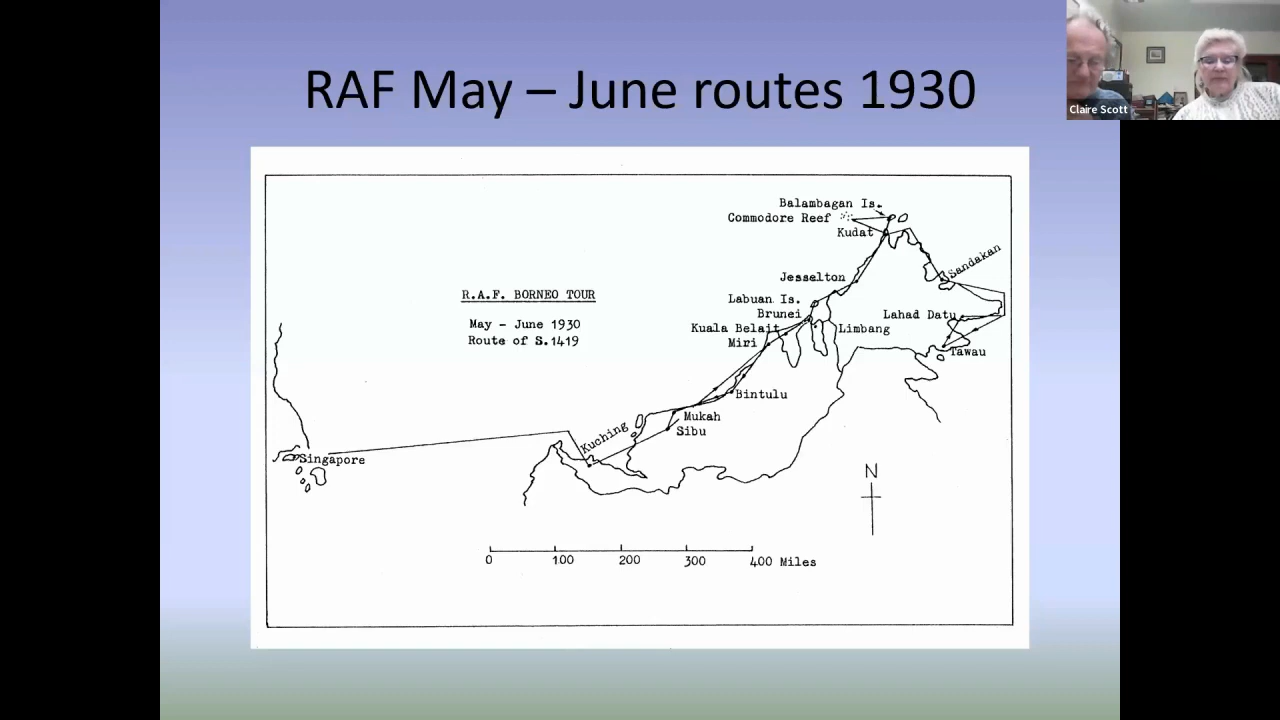 RAF May – June routes 1930
Claire Scott
Balambagan Is.
Commodore Reef
Kudat
Sandakan
Jesselton
R.A.F. BORNEO TOUR
May - June 1930
Route of S.1419
Labuan Is.
Brunei
Lahad Datu
Kuala Belait
Limbang
Miri
Tawau
Bintulu
Mukah
Sibu
Kuching
Singapore
N
0 100 200 300 400 Miles